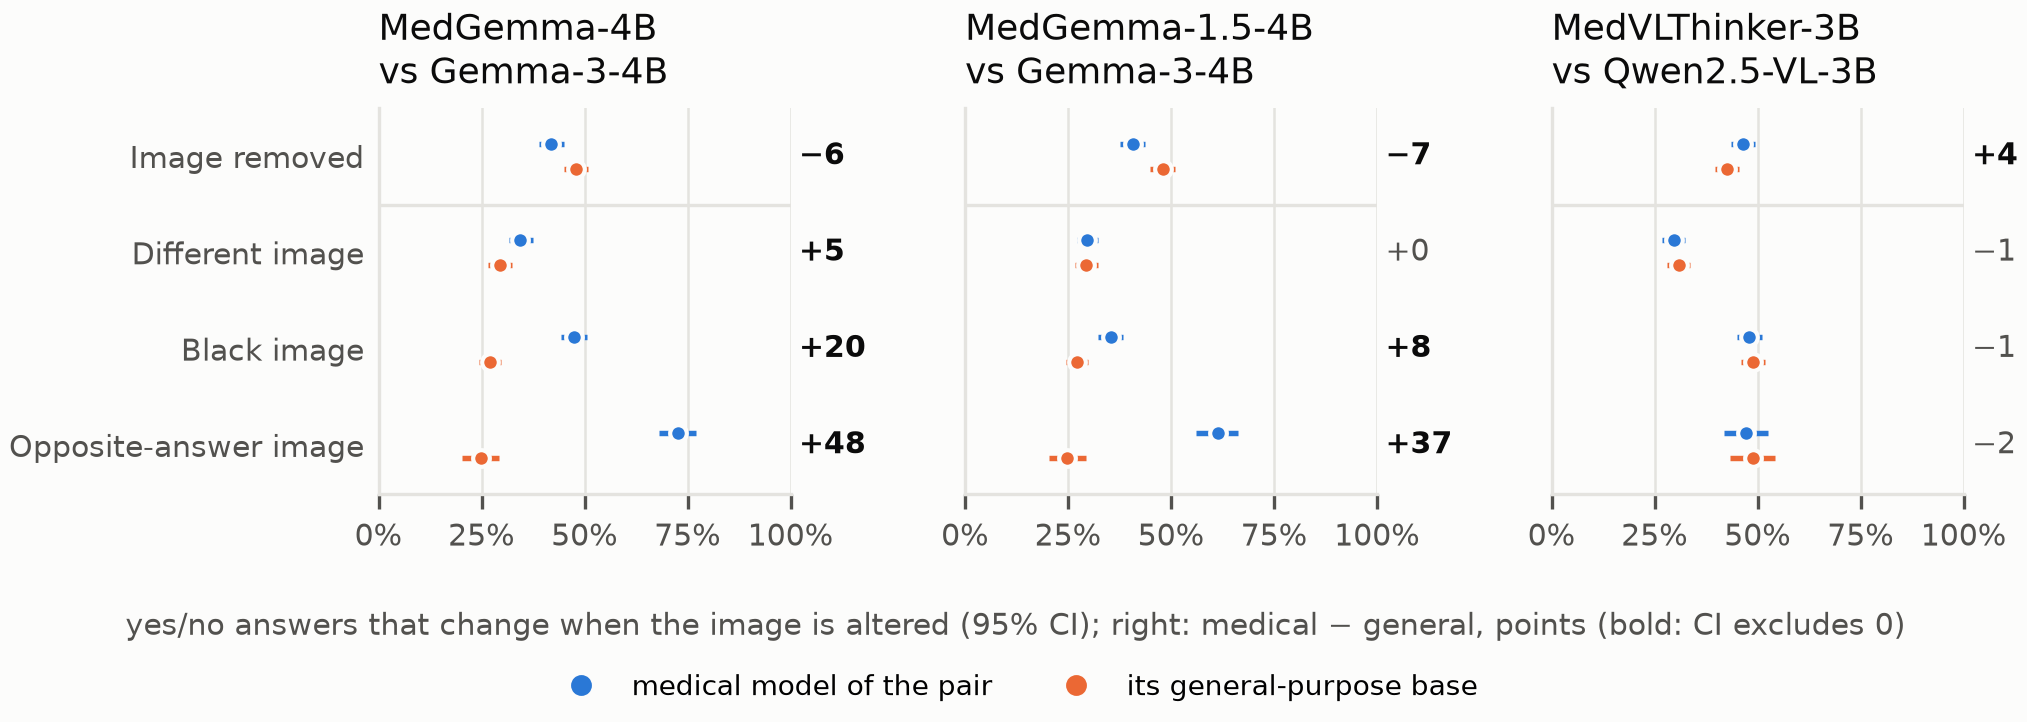 MedGemma-4B
vs Gemma-3-4B
MedGemma-1.5-4B
vs Gemma-3-4B
MedVLThinker-3B
vs Qwen2.5-VL-3B
Image removed
−6
−7
+4
Different image
+5
+0
−1
Black image
+20
+8
−1
Opposite-answer image
+48
+37
−2
0% 25% 50% 75% 100%
0% 25% 50% 75% 100%
0% 25% 50% 75% 100%
yes/no answers that change when the image is altered (95% CI); right: medical − general, points (bold: CI excludes 0)
medical model of the pair
its general-purpose base